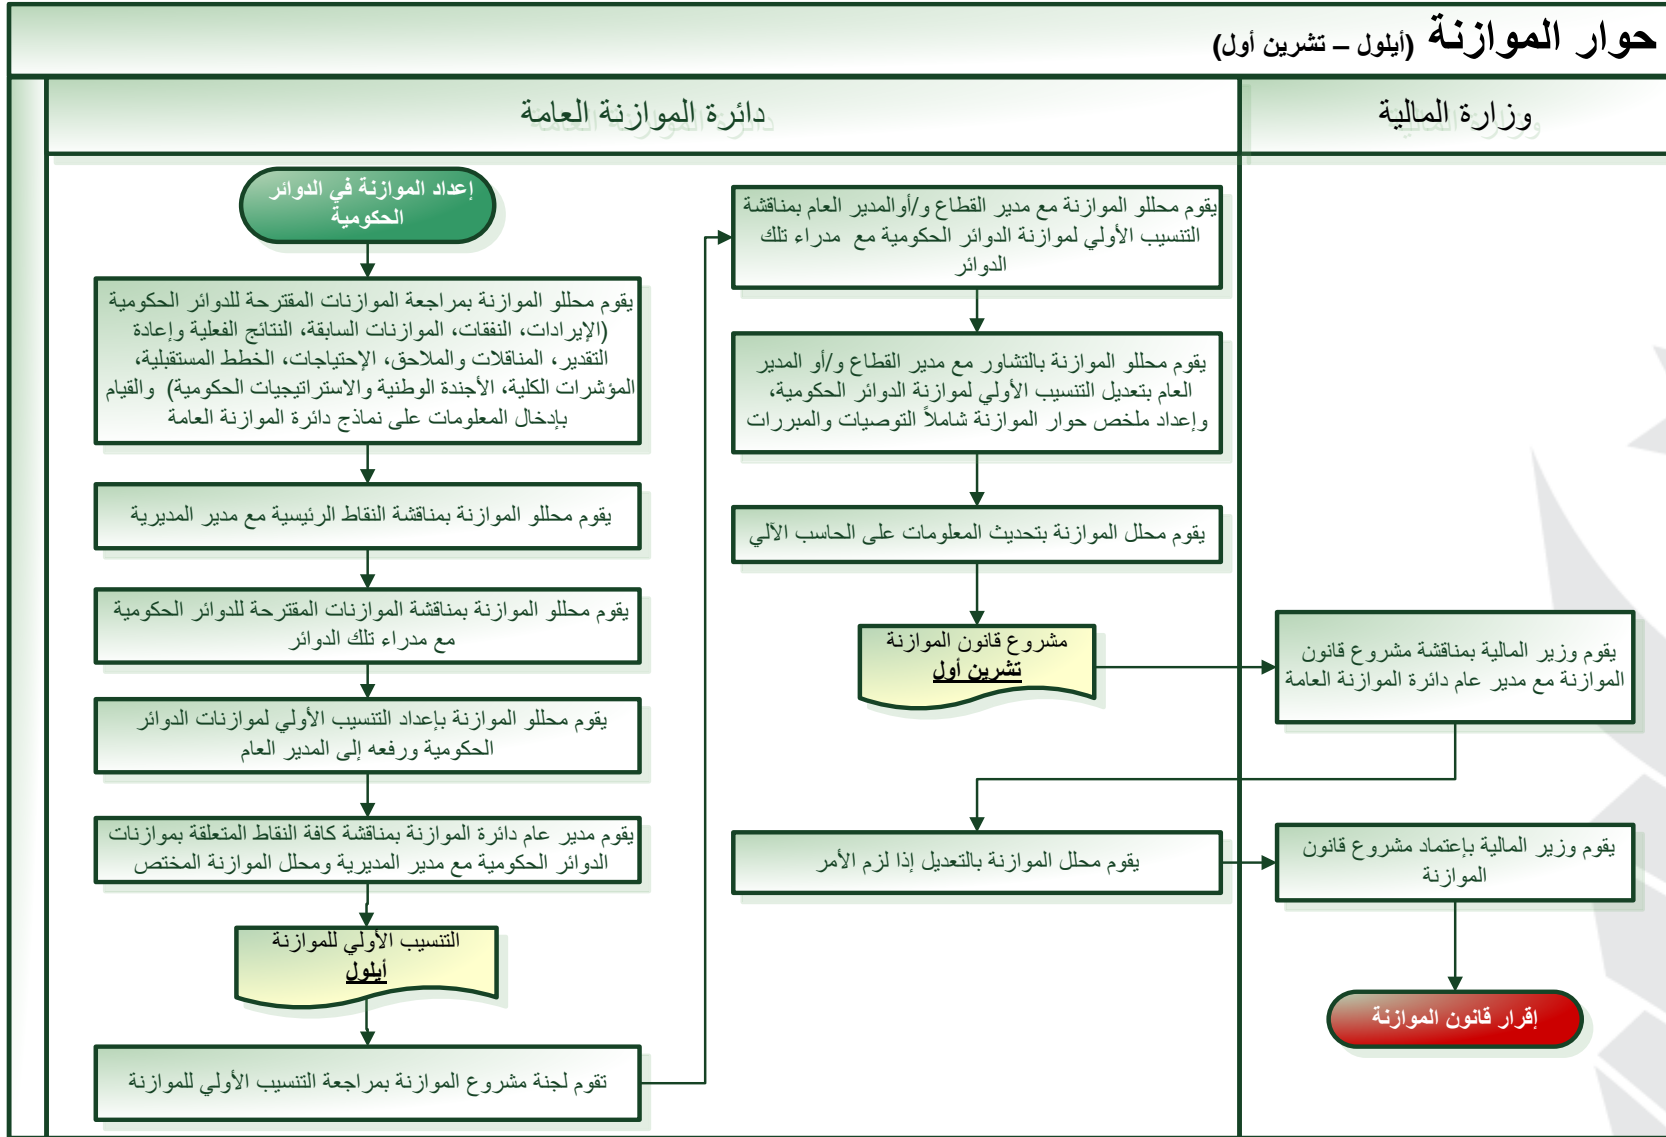 حوار الموازنة (أيلول – تشرين أول)
وزارة المالية
دائرة الموازنة العامة
إعداد الموازنة في الدوائر
الحكومية
يقوم محللو الموازنة بمراجعة الموازنات المقترحة للدوائر الحكومية
(الإيرادات، النفقات، الموازنات السابقة، النتائج الفعلية وإعادة
التقدير، المناقلات والملاحق، الإحتياجات، الخطط المستقبلية،
المؤشرات الكلية، الأجندة الوطنية والاستراتيجيات الحكومية) والقيام
بإدخال المعلومات على نماذج دائرة الموازنة العامة
يقوم محللو الموازنة بمناقشة النقاط الرئيسية مع مدير المديرية
يقوم محللو الموازنة بمناقشة الموازنات المقترحة للدوائر الحكومية
مع مدراء تلك الدوائر
يقوم محللو الموازنة بإعداد التنسيب الأولي لموازنات الدوائر
الحكومية ورفعه إلى المدير العام
يقوم مدير عام دائرة الموازنة بمناقشة كافة النقاط المتعلقة بموازنات
الدوائر الحكومية مع مدير المديرية ومحلل الموازنة المختص
التنسيب الأولي للموازنة
أيلول
تقوم لجنة مشروع الموازنة بمراجعة التنسيب الأولي للموازنة
يقوم محللو الموازنة مع مدير القطاع و/أوالمدير العام بمناقشة
التنسيب الأولي لموازنة الدوائر الحكومية مع مدراء تلك
الدوائر
يقوم محللو الموازنة بالتشاور مع مدير القطاع و/أو المدير
العام بتعديل التنسيب الأولي لموازنة الدوائر الحكومية،
وإعداد ملخص حوار الموازنة شاملاً التوصيات والمبررات
يقوم محلل الموازنة بتحديث المعلومات على الحاسب الآلي
مشروع قانون الموازنة
تشرين أول
يقوم وزير المالية بمناقشة مشروع قانون
الموازنة مع مدير عام دائرة الموازنة العامة
يقوم محلل الموازنة بالتعديل إذا لزم الأمر
يقوم وزير المالية بإعتماد مشروع قانون
الموازنة
إقرار قانون الموازنة